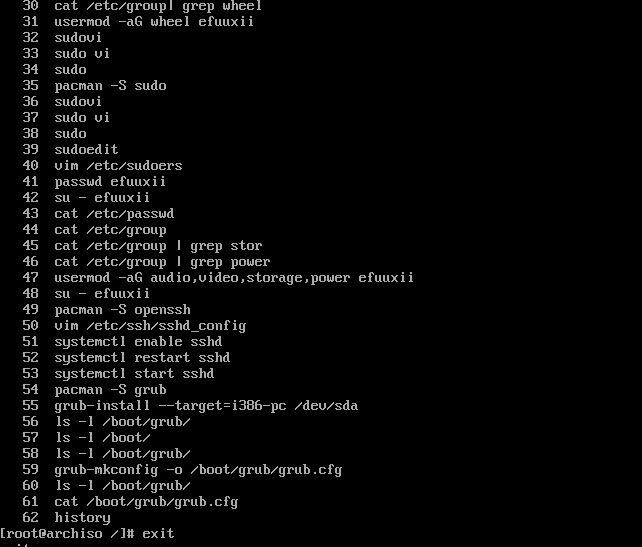 30 cat /etc/group| grep wheel
31 usermod -aG wheel efuuxii
32 sudovi
33 sudo vi
34 sudo
35 pacman -S sudo
36 sudovi
37 sudo vi
38 sudo
39 sudoedit
40 vim /etc/sudoers
41 passwd efuuxii
42 su - efuuxii
43 cat /etc/passwd
44 cat /etc/group
45 cat /etc/group | grep stor
46 cat /etc/group | grep power
47 usermod -aG audio,video,storage,power efuuxii
48 su - efuuxii
49 pacman -S openssh
50 vim /etc/ssh/sshd_config
51 systemctl enable sshd
52 systemctl restart sshd
53 systemctl start sshd
54 pacman -S grub
55 grub-install --target=i386-pc /dev/sda
56 ls -l /boot/grub/
57 ls -l /boot/
58 ls -l /boot/grub/
59 grub-mkconfig -o /boot/grub/grub.cfg
60 ls -l /boot/grub/
61 cat /boot/grub/grub.cfg
62 history
[root@archiso /]# exit
exit